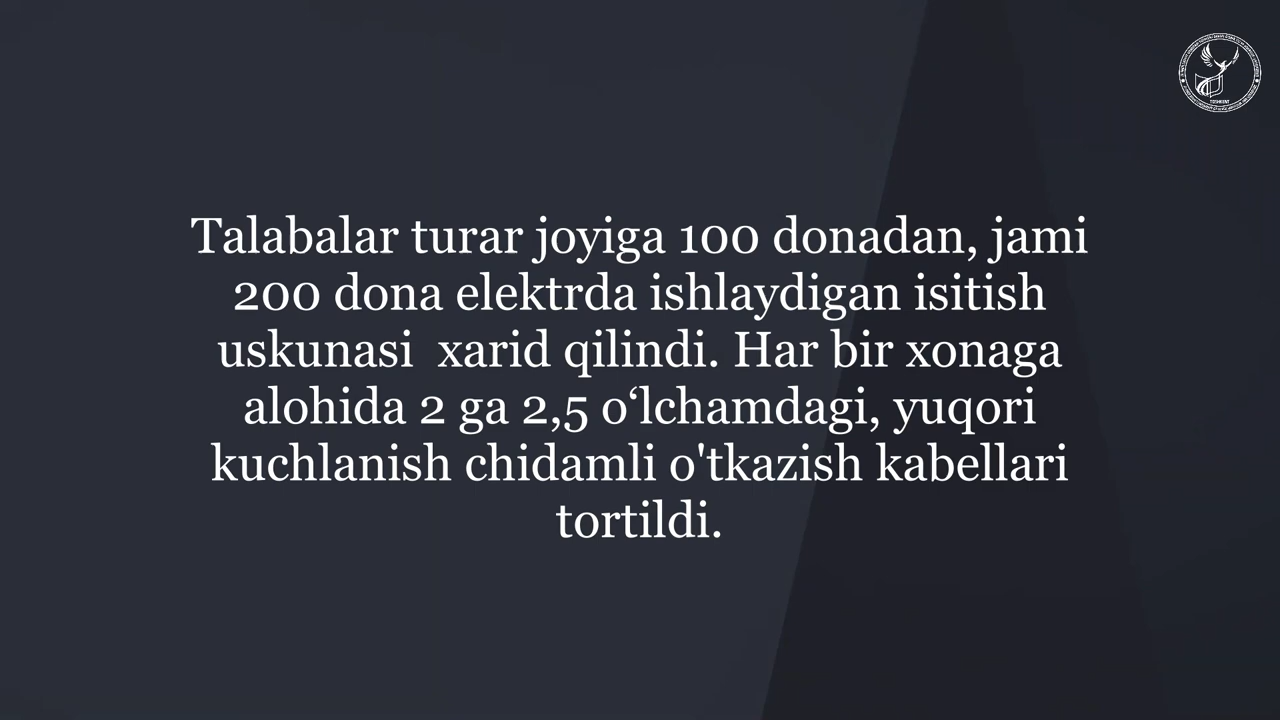 Talabalar turar joyiga 100 donadan, jami
200 dona elektrda ishlaydigan isitish
uskunasi  xarid qilindi. Har bir xonaga
alohida 2 ga 2,5 o‘lchamdagi, yuqori
kuchlanish chidamli o'tkazish kabellari
tortildi.